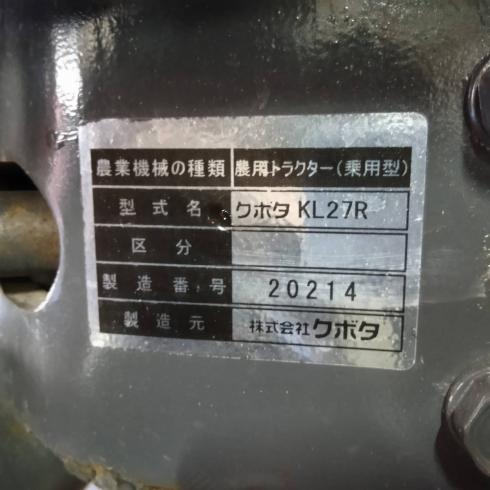 農業機械の種類 農用トラクター(乗用型)
型式名 クボタ KL27R
区分
製造番号 20214
製造元 株式会社クボタ